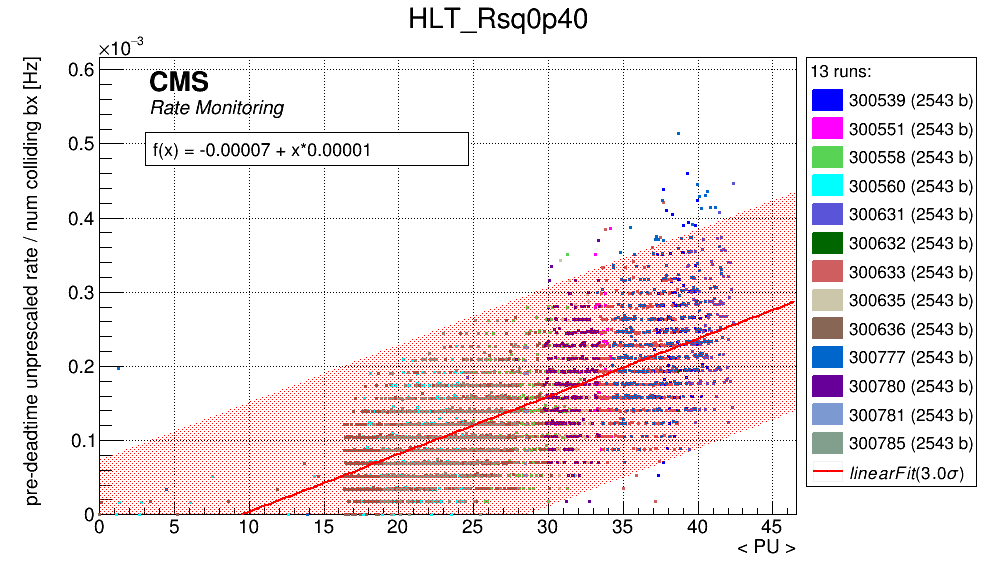 HLT_Rsq0p40
×10⁻³
pre-deadtime unprescaled rate / num colliding bx [Hz]
0.6
0.5
0.4
0.3
0.2
0.1
0
CMS
Rate Monitoring
f(x) = -0.00007 + x*0.00001
0 5 10 15 20 25 30 35 40 45
< PU >
13 runs:
300539 (2543 b)
300551 (2543 b)
300558 (2543 b)
300560 (2543 b)
300631 (2543 b)
300632 (2543 b)
300633 (2543 b)
300635 (2543 b)
300636 (2543 b)
300777 (2543 b)
300780 (2543 b)
300781 (2543 b)
300785 (2543 b)
linearFit(3.0σ)